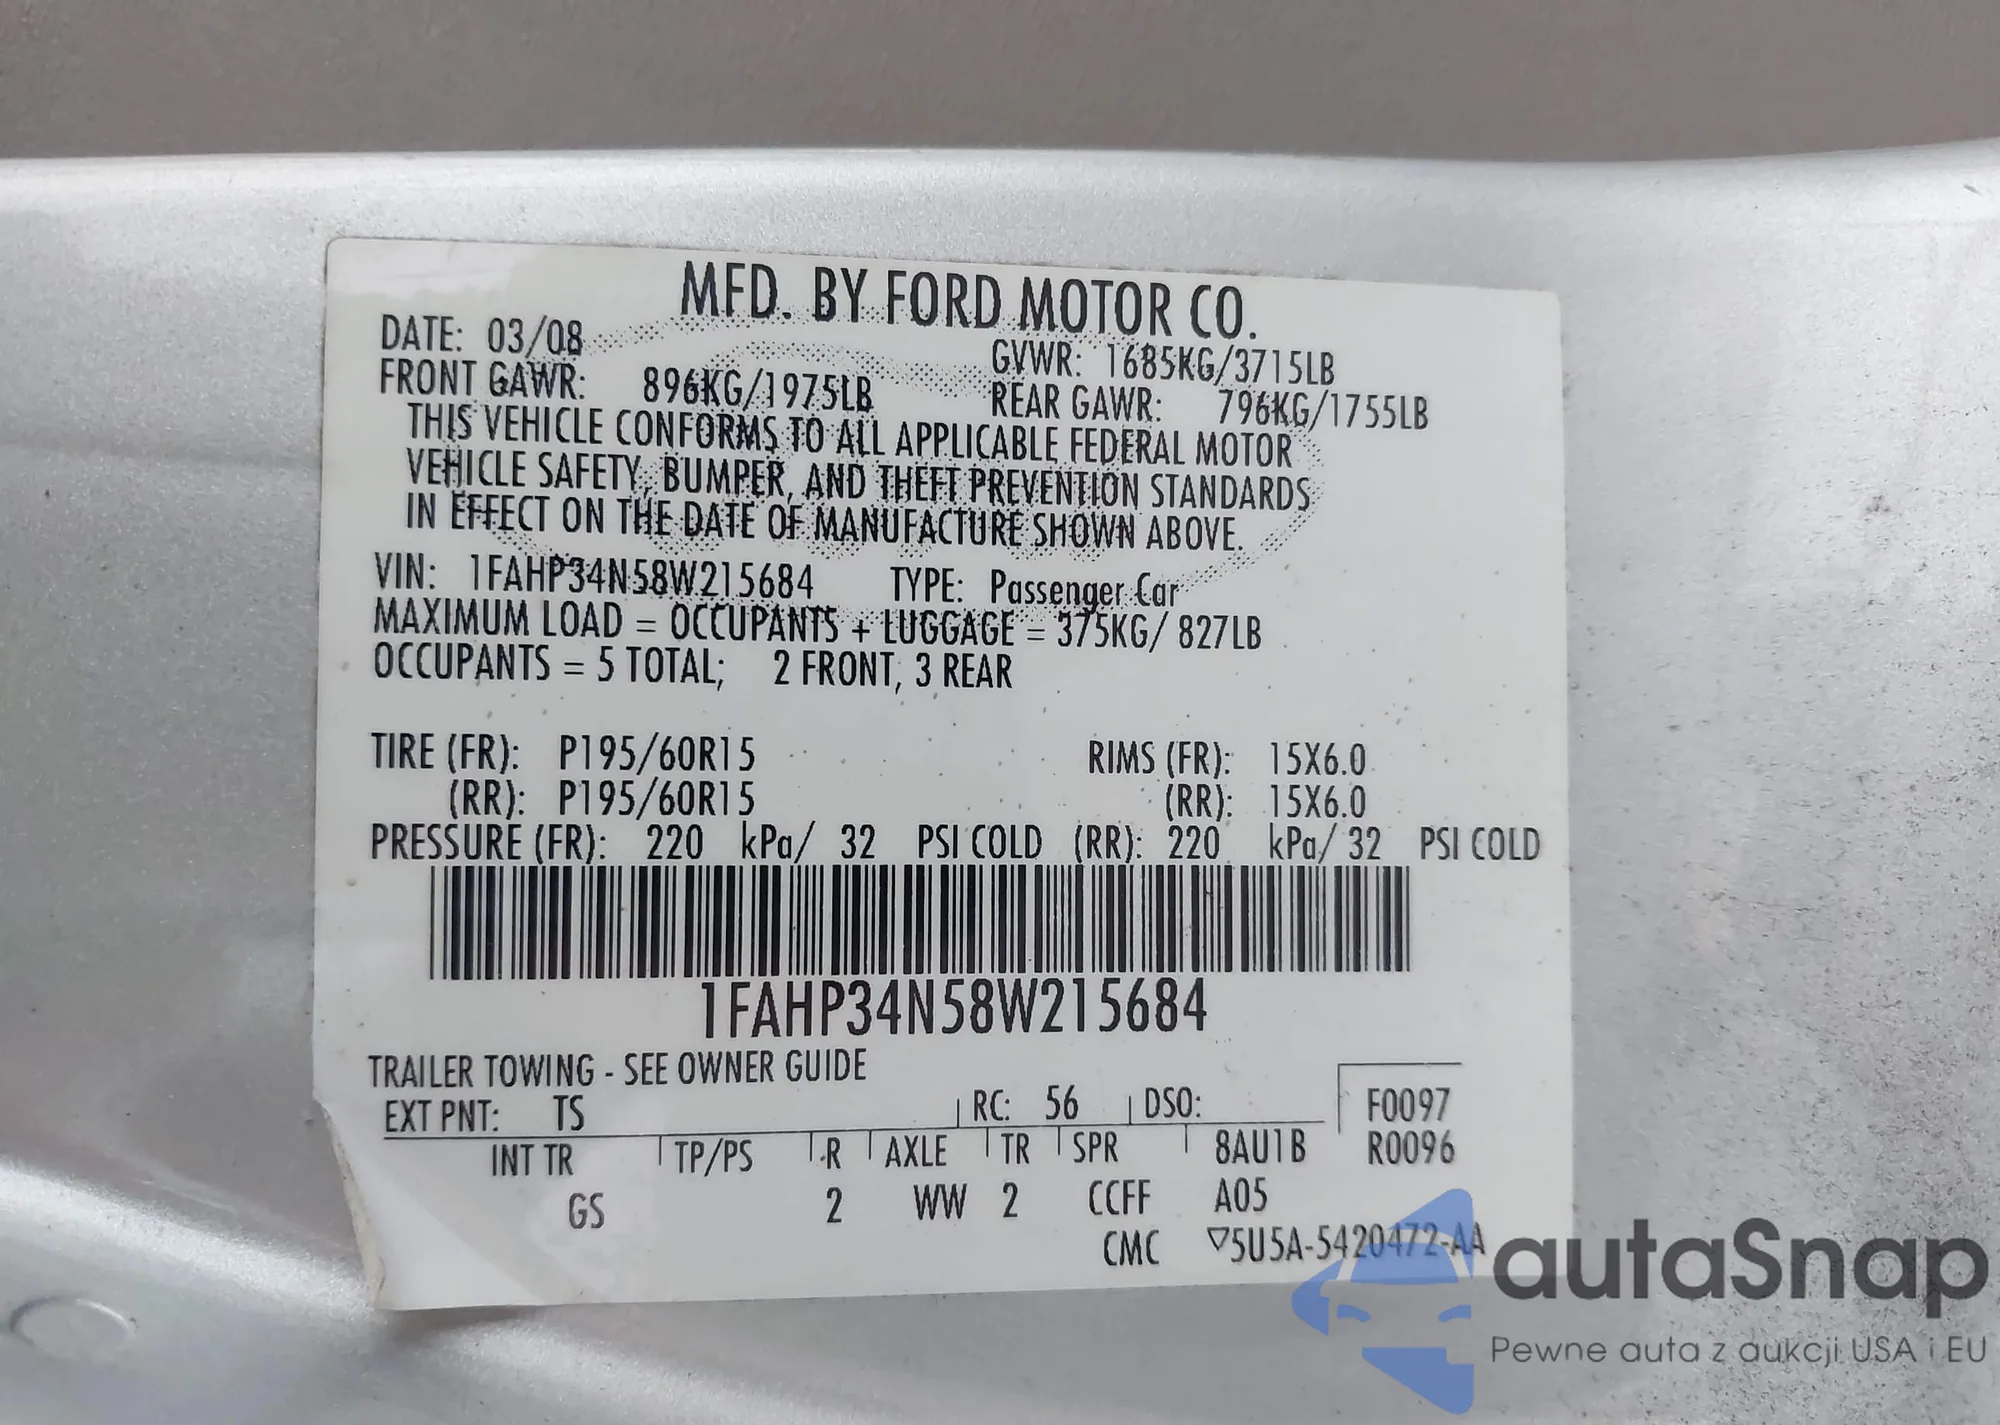 MFD. BY FORD MOTOR CO.
DATE: 03/08
GVWR: 1685KG/3715LB
FRONT GAWR: 896KG/1975LB
REAR GAWR: 796KG/1755LB
THIS VEHICLE CONFORMS TO ALL APPLICABLE FEDERAL MOTOR
VEHICLE SAFETY, BUMPER, AND THEFT PREVENTION STANDARDS
IN EFFECT ON THE DATE OF MANUFACTURE SHOWN ABOVE.
VIN: 1FAHP34N58W215684 TYPE: Passenger Car
MAXIMUM LOAD = OCCUPANTS + LUGGAGE = 375KG/ 827LB
OCCUPANTS = 5 TOTAL; 2 FRONT, 3 REAR
TIRE (FR): P195/60R15 RIMS (FR): 15X6.0
(RR): P195/60R15 (RR): 15X6.0
PRESSURE (FR): 220 kPa/ 32 PSI COLD (RR): 220 kPa/ 32 PSI COLD
1FAHP34N58W215684
TRAILER TOWING - SEE OWNER GUIDE
EXT PNT: TS RC: 56 DSO: F0097
INT TR TP/PS R AXLE TR SPR 8AU1B R0096
GS 2 WW 2 CCFF A05
CMC ▽5U5A-5420472-AA
autaSnap
Pewne auta z aukcji USA i EU